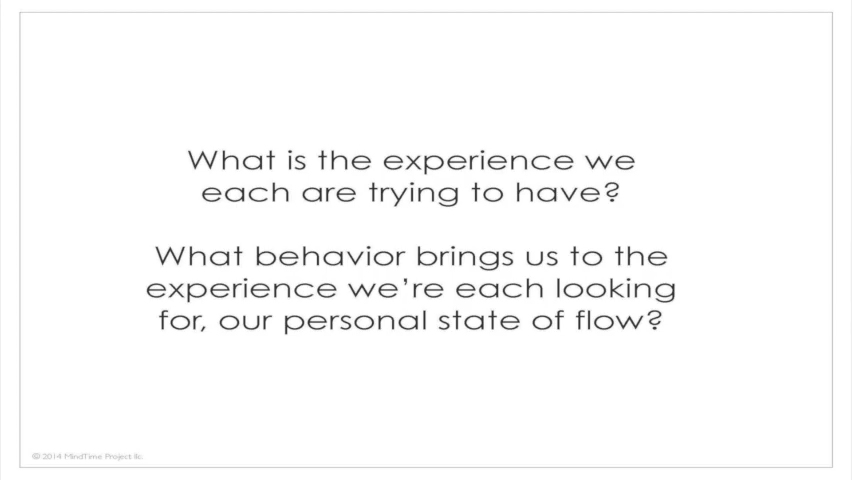 What is the experience we
each are trying to have?
What behavior brings us to the
experience we're each looking
for, our personal state of flow?
© 2014 MindTime Project llc.